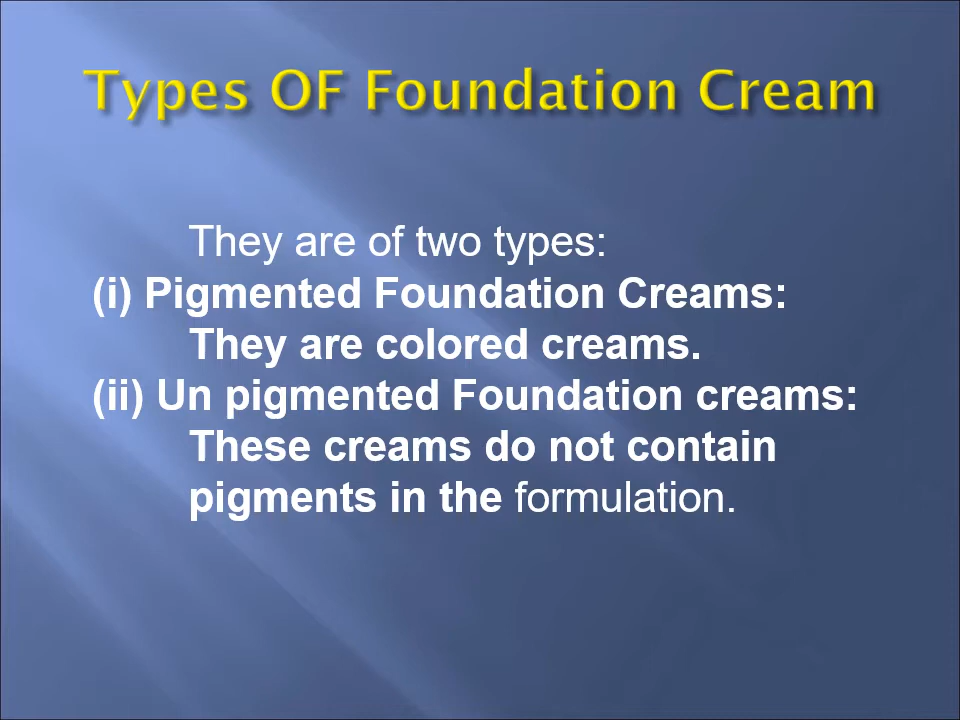 Types OF Foundation Cream
They are of two types:
(i) Pigmented Foundation Creams:
They are colored creams.
(ii) Un pigmented Foundation creams:
These creams do not contain
pigments in the formulation.